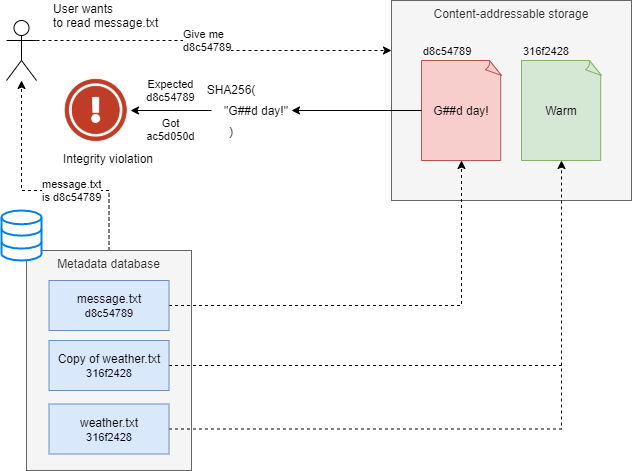 User wants
to read message.txt
Give me
d8c54789
Content-addressable storage
d8c54789
316f2428
G##d day!
Warm
SHA256(
"G##d day!"
)
Expected
d8c54789
Got
ac5d050d
Integrity violation
message.txt
is d8c54789
Metadata database
message.txt
d8c54789
Copy of weather.txt
316f2428
weather.txt
316f2428